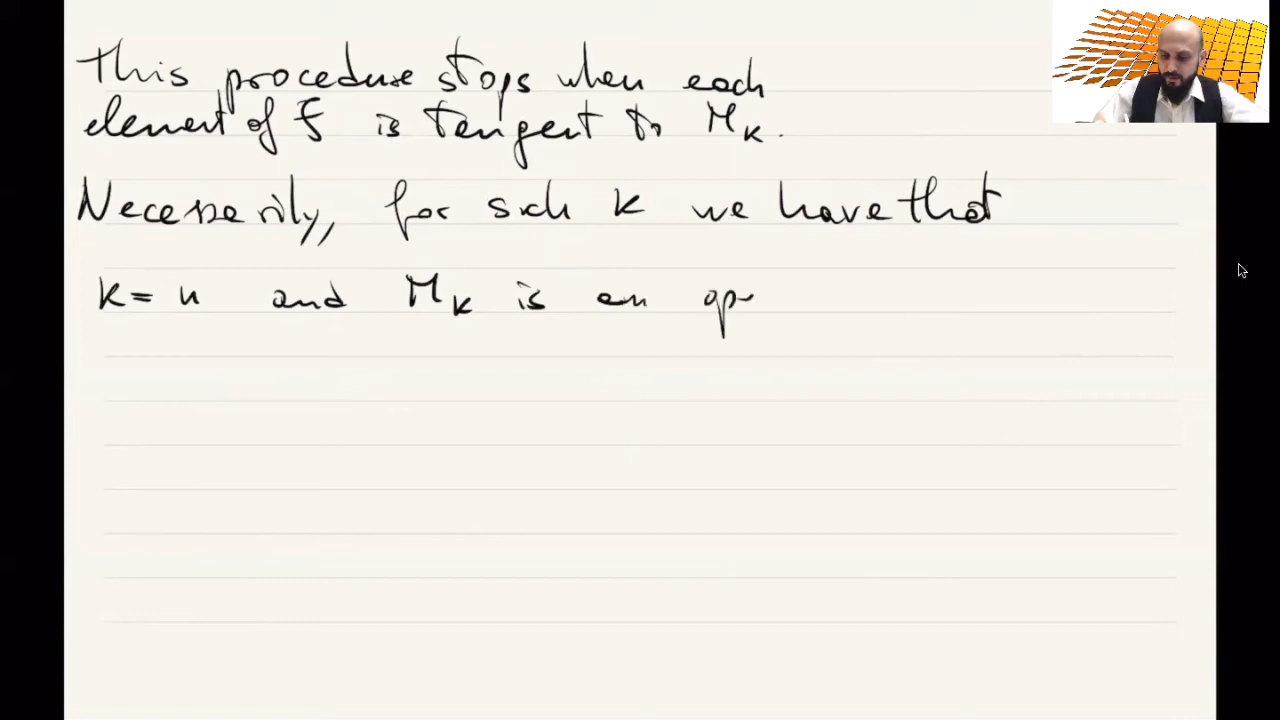 This procedure stops when each
element of F is tangent to M_k.
Necessarily, for such k we have that
k = n and M_k is an op